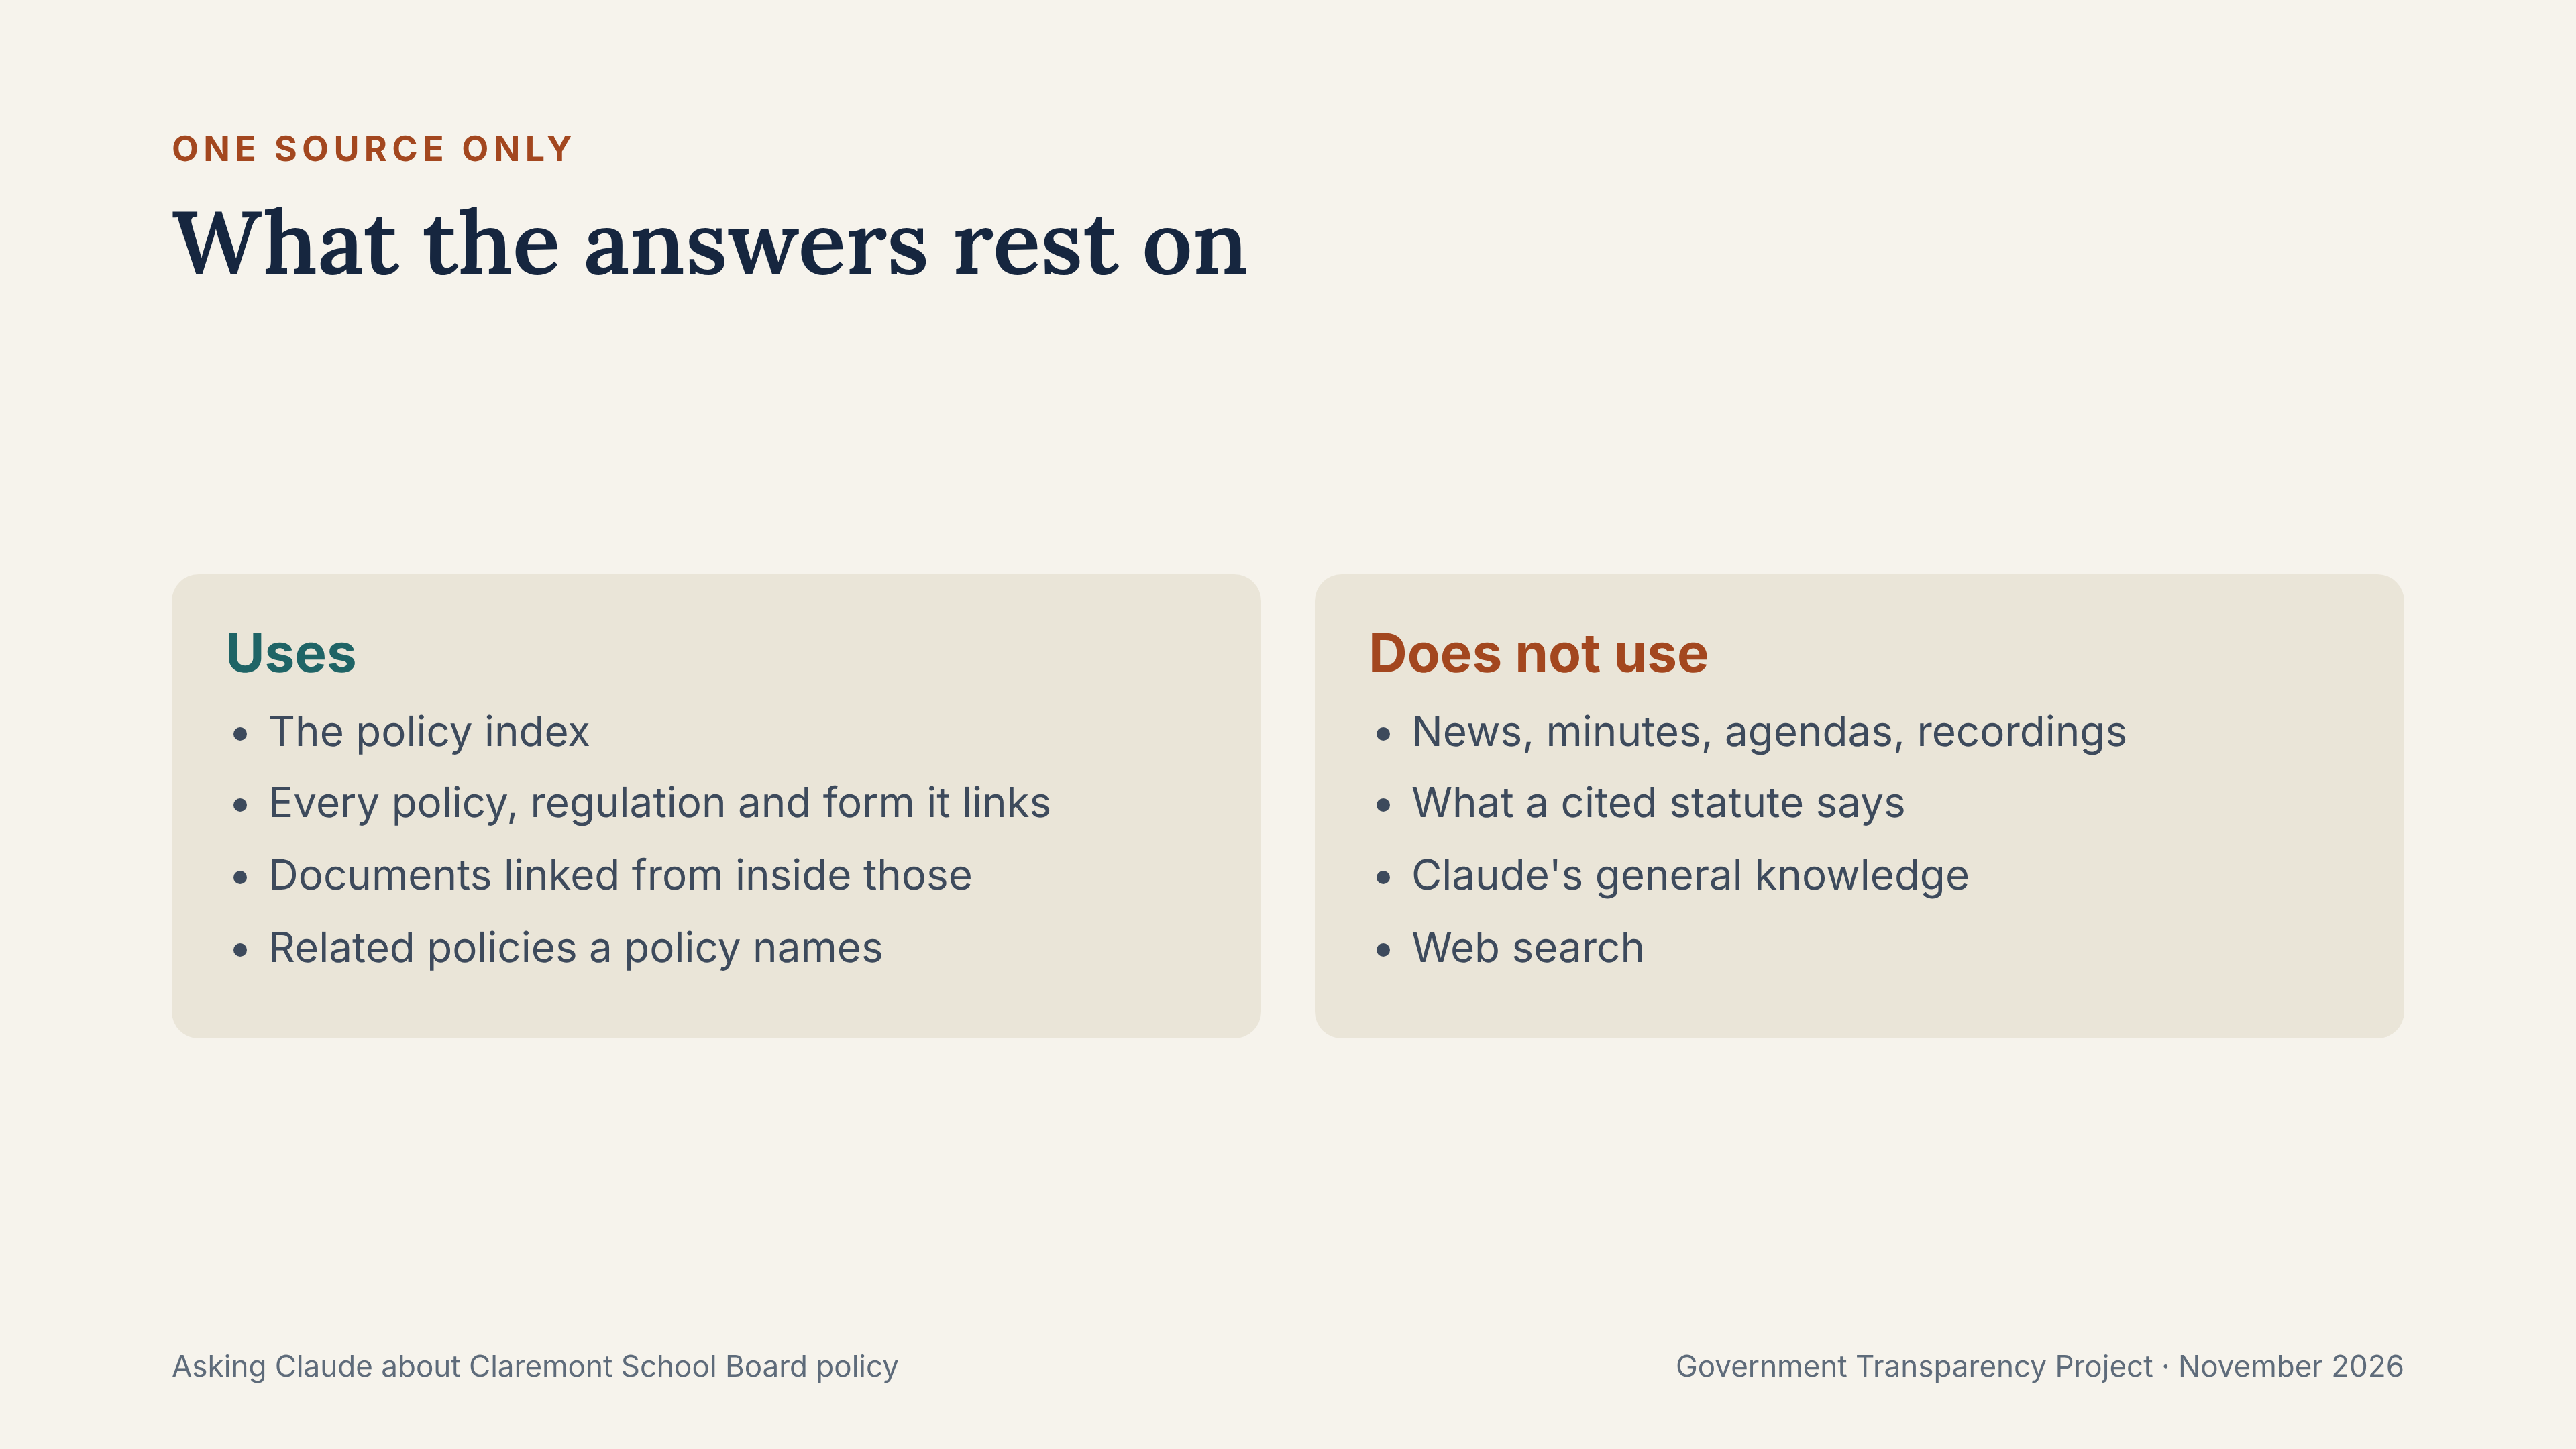 ONE SOURCE ONLY
What the answers rest on
Uses
• The policy index
• Every policy, regulation and form it links
• Documents linked from inside those
• Related policies a policy names
Does not use
• News, minutes, agendas, recordings
• What a cited statute says
• Claude's general knowledge
• Web search
Asking Claude about Claremont School Board policy
Government Transparency Project · November 2026